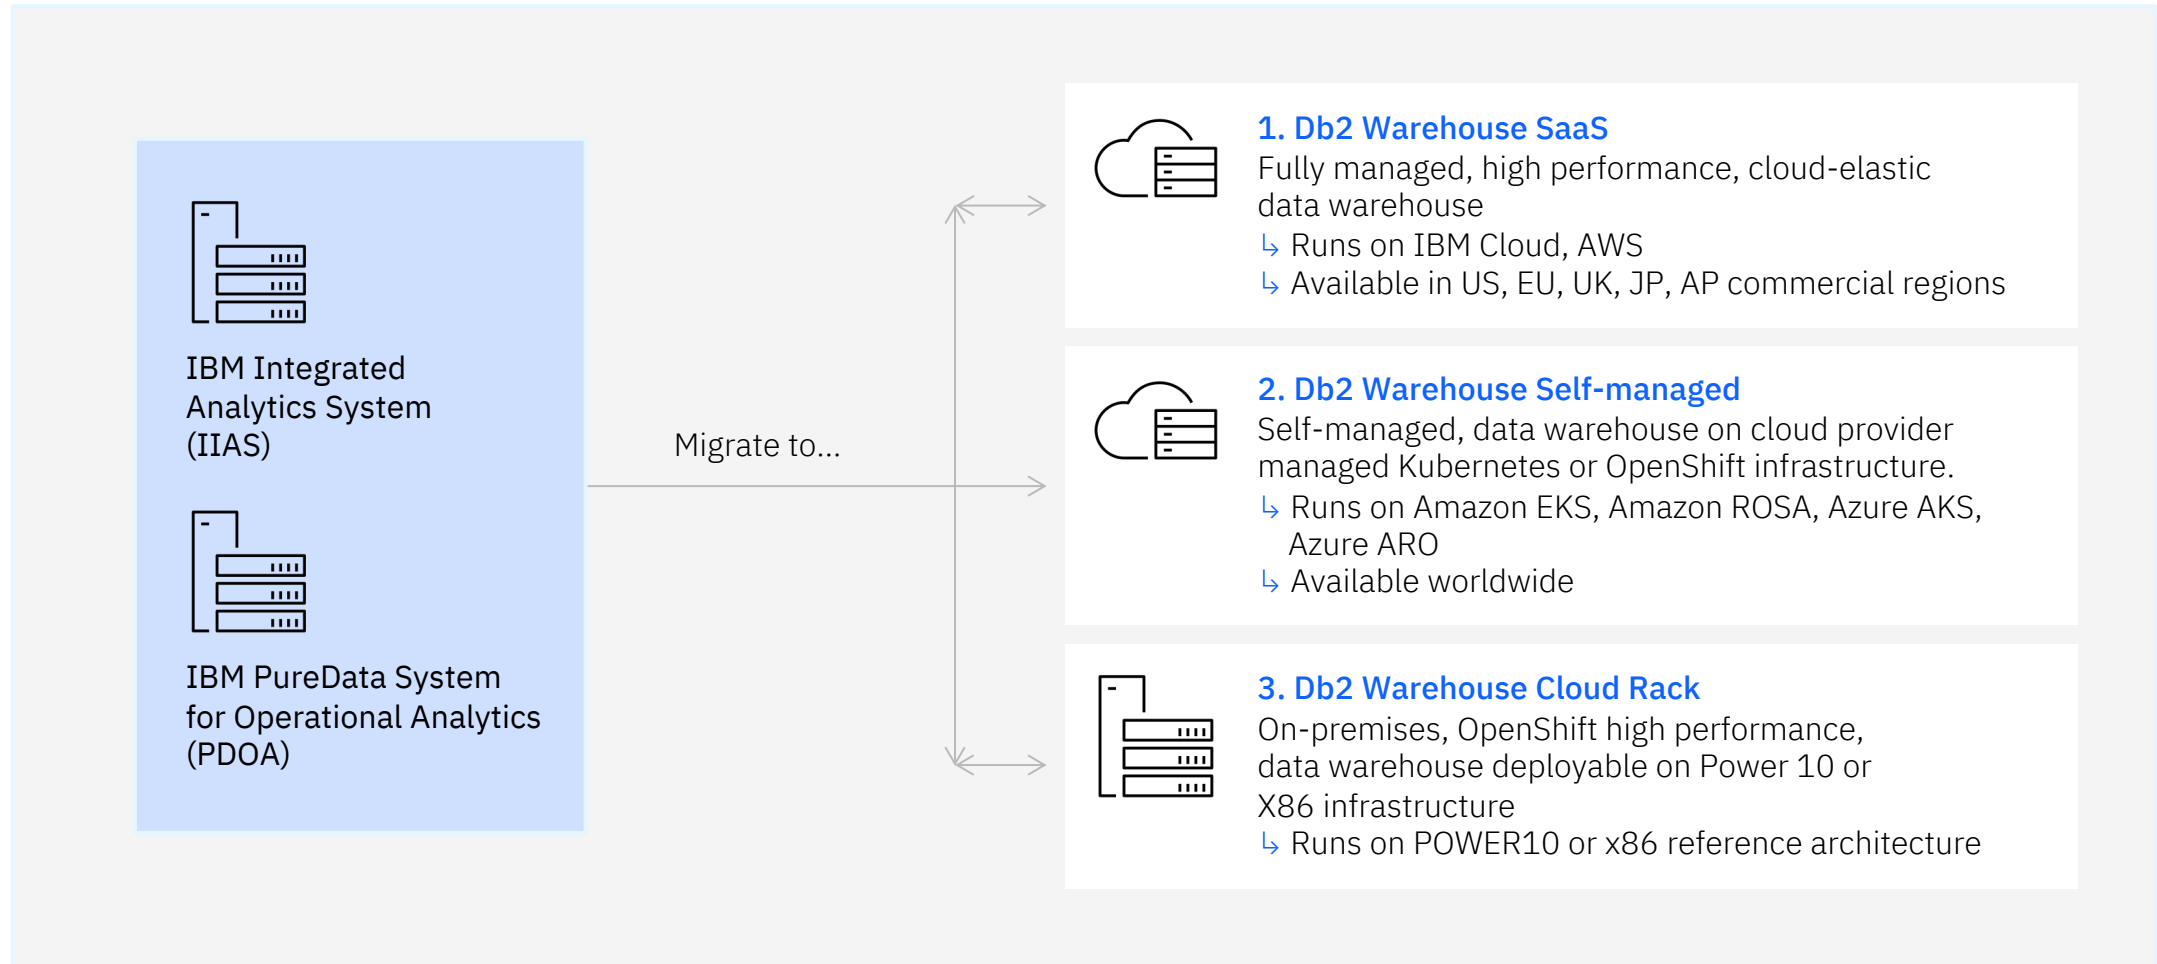 IBM Integrated
Analytics System
(IIAS)
IBM PureData System
for Operational Analytics
(PDOA)
Migrate to...
1. Db2 Warehouse SaaS
Fully managed, high performance, cloud-elastic
data warehouse
↳ Runs on IBM Cloud, AWS
↳ Available in US, EU, UK, JP, AP commercial regions
2. Db2 Warehouse Self-managed
Self-managed, data warehouse on cloud provider
managed Kubernetes or OpenShift infrastructure.
↳ Runs on Amazon EKS, Amazon ROSA, Azure AKS,
Azure ARO
↳ Available worldwide
3. Db2 Warehouse Cloud Rack
On-premises, OpenShift high performance,
data warehouse deployable on Power 10 or
X86 infrastructure
↳ Runs on POWER10 or x86 reference architecture